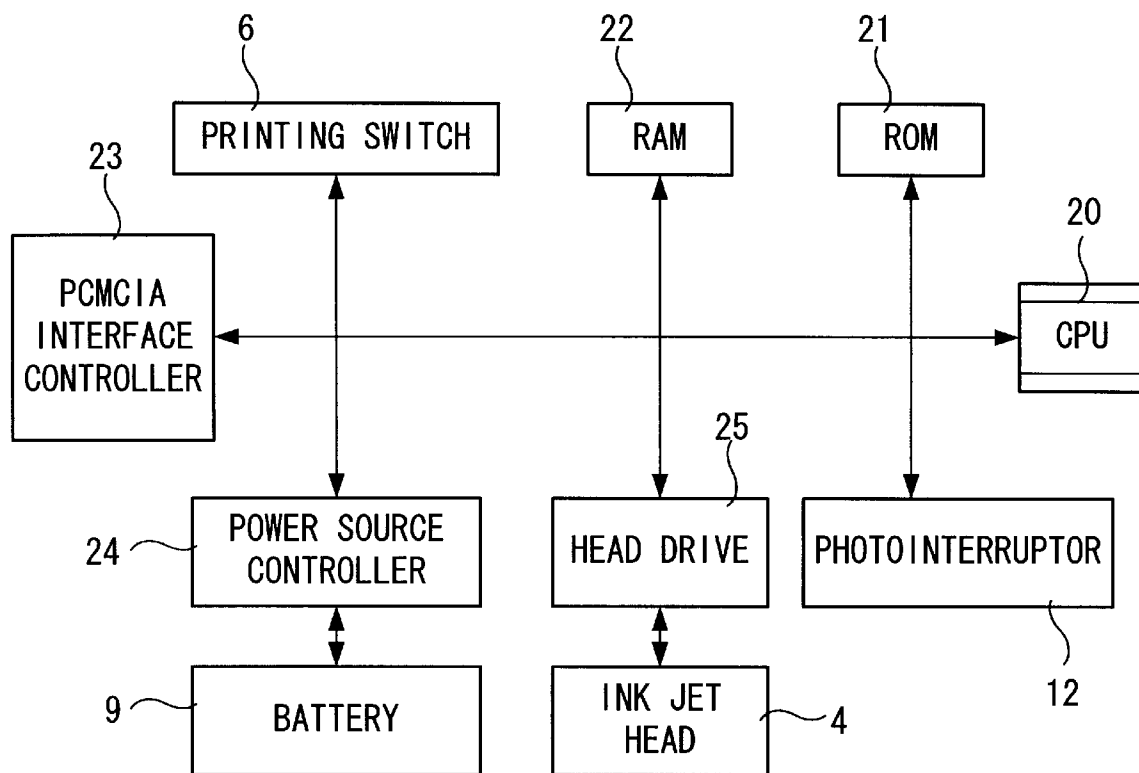 6
22
21
PRINTING SWITCH
RAM
ROM
23
20
PCMCIA
INTERFACE
CONTROLLER
CPU
25
24
POWER SOURCE
CONTROLLER
HEAD DRIVE
PHOTOINTERRUPTOR
9
BATTERY
INK JET
HEAD
4
12